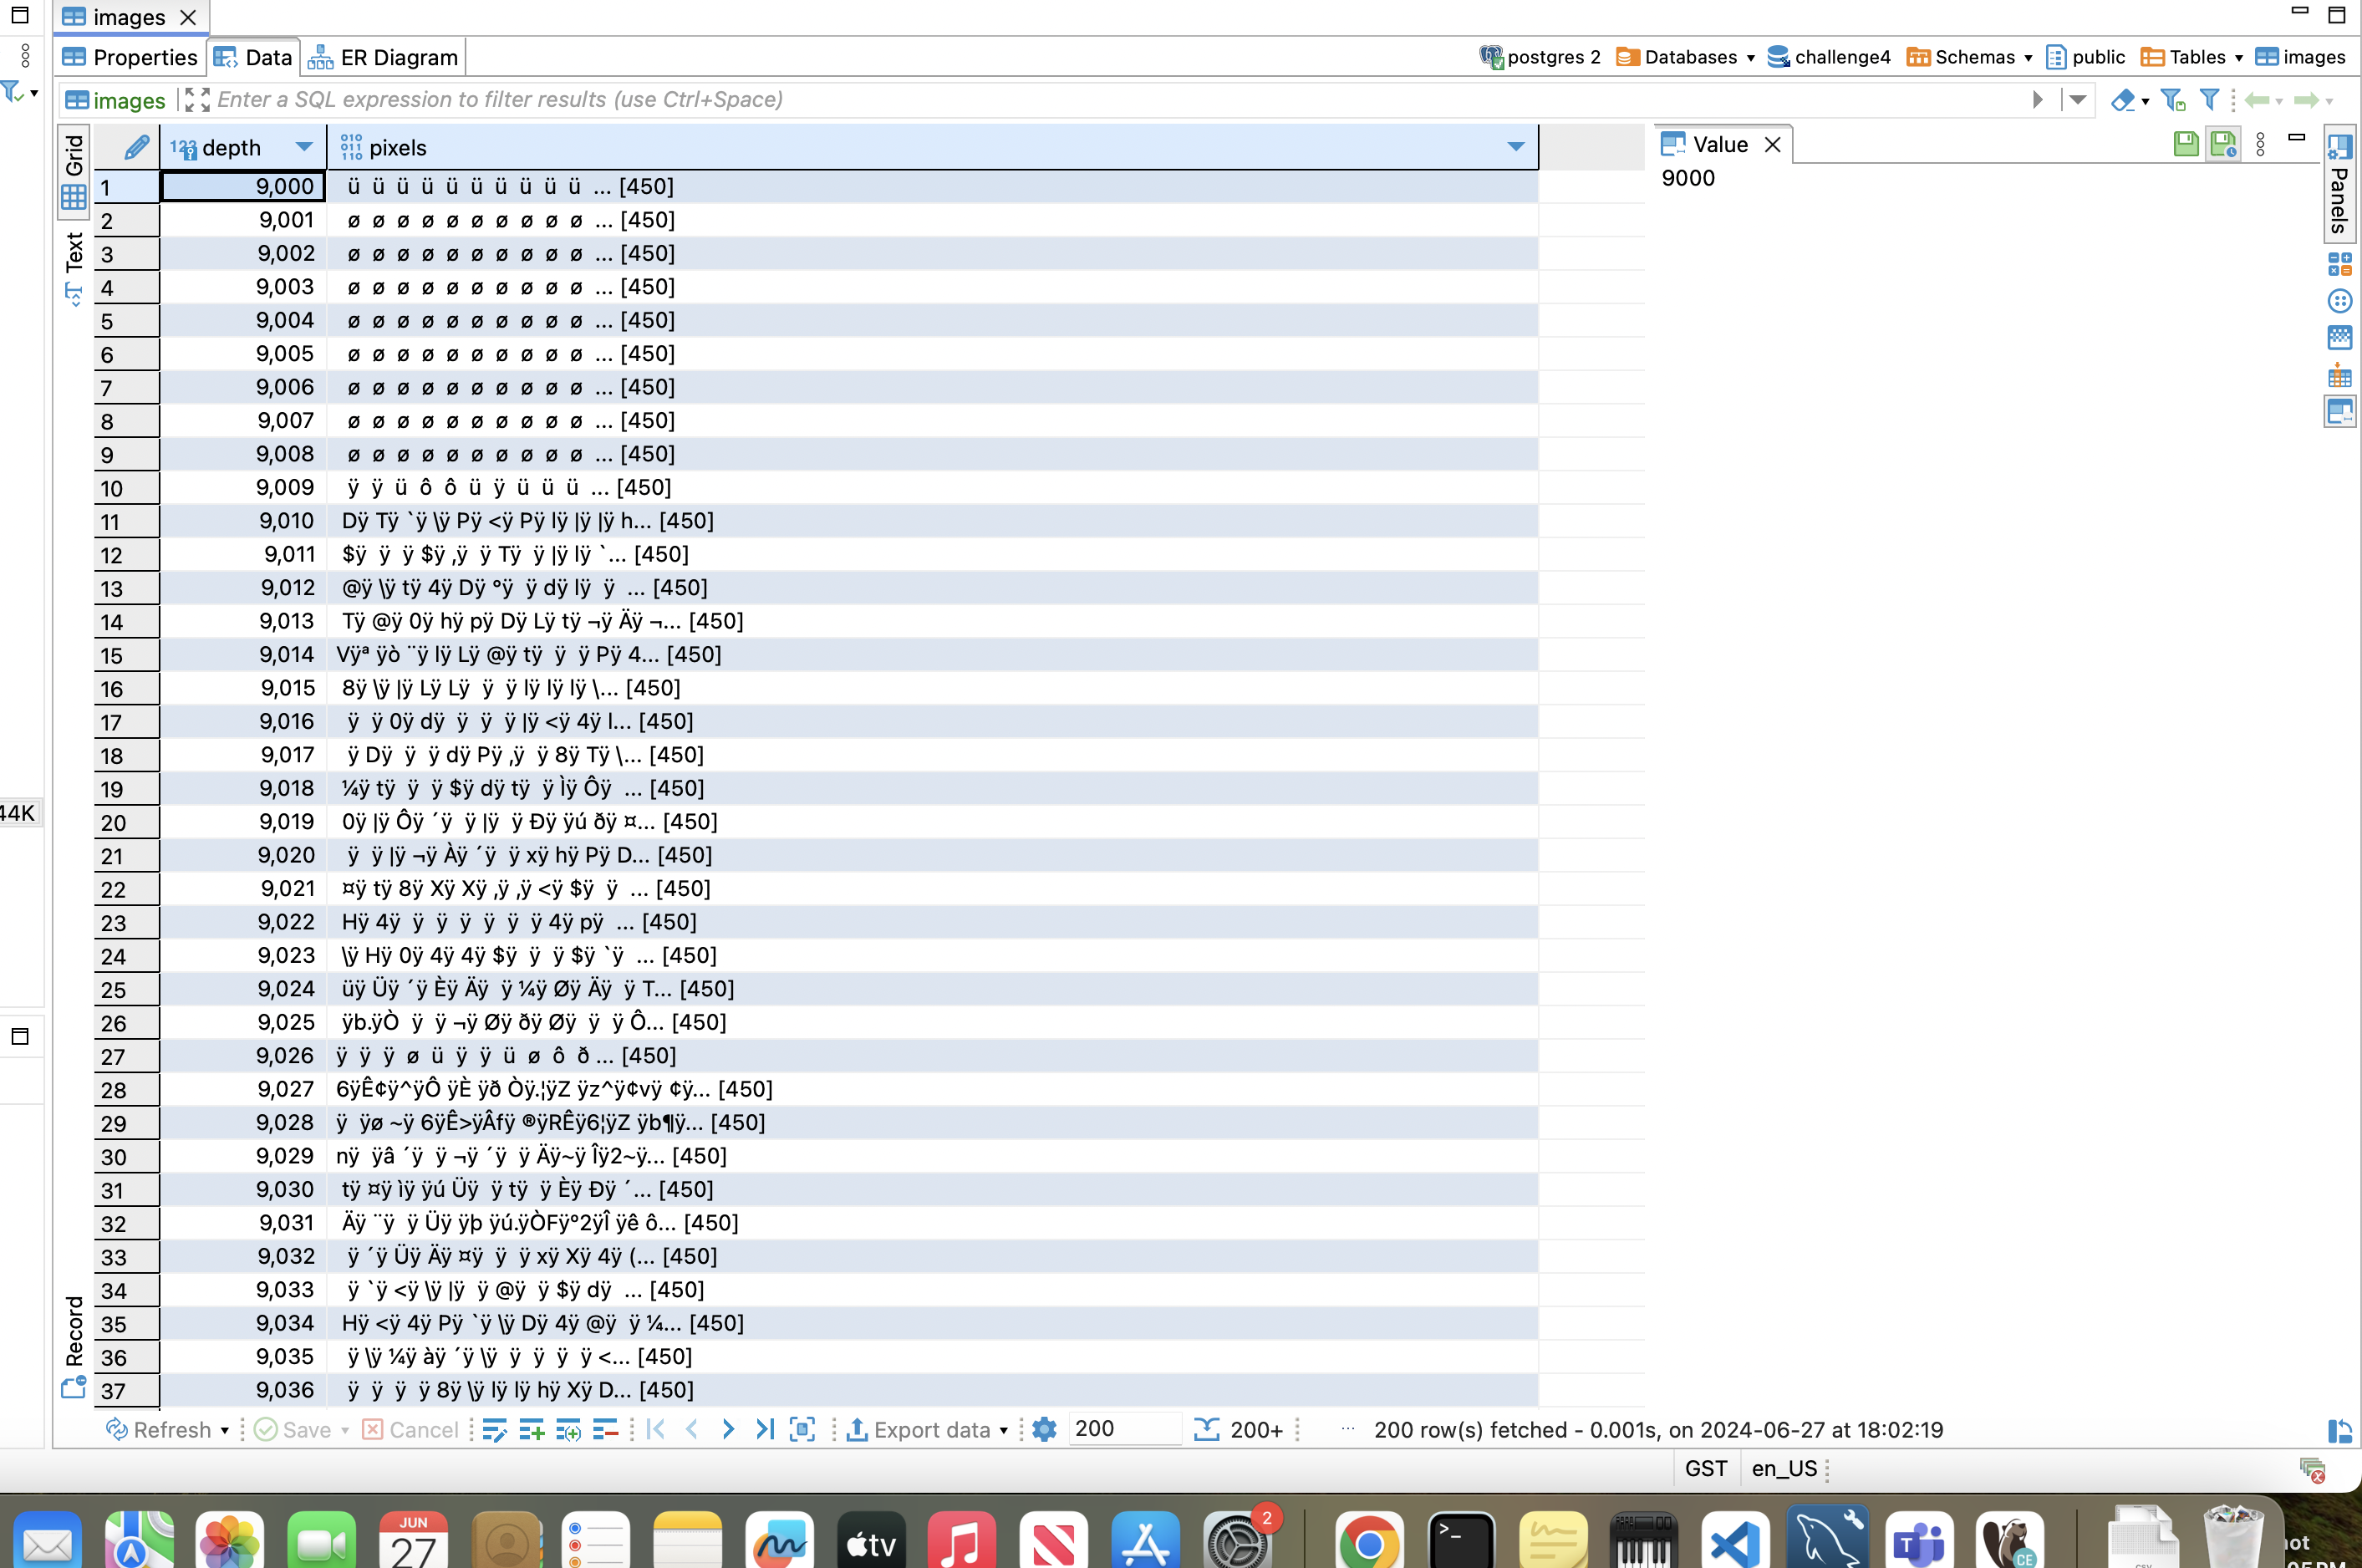 images
Properties Data ER Diagram postgres 2 Databases challenge4 Schemas public Tables images
images Enter a SQL expression to filter results (use Ctrl+Space)
Grid
Text
Record
44K
123 depth 010 011 110 pixels
1 9,000 ü ü ü ü ü ü ü ü ü ü ... [450]
2 9,001 ø ø ø ø ø ø ø ø ø ø ... [450]
3 9,002 ø ø ø ø ø ø ø ø ø ø ... [450]
4 9,003 ø ø ø ø ø ø ø ø ø ø ... [450]
5 9,004 ø ø ø ø ø ø ø ø ø ø ... [450]
6 9,005 ø ø ø ø ø ø ø ø ø ø ... [450]
7 9,006 ø ø ø ø ø ø ø ø ø ø ... [450]
8 9,007 ø ø ø ø ø ø ø ø ø ø ... [450]
9 9,008 ø ø ø ø ø ø ø ø ø ø ... [450]
10 9,009 ÿ ÿ ü ô ô ü ÿ ü ü ü ... [450]
11 9,010 Dÿ Tÿ `ÿ \ÿ Pÿ <ÿ Pÿ lÿ |ÿ |ÿ h... [450]
12 9,011 $ÿ ÿ ÿ $ÿ ,ÿ ÿ Tÿ ÿ |ÿ lÿ `... [450]
13 9,012 @ÿ \ÿ tÿ 4ÿ Dÿ °ÿ ÿ dÿ lÿ ÿ ... [450]
14 9,013 Tÿ @ÿ 0ÿ hÿ pÿ Dÿ Lÿ tÿ ¬ÿ Äÿ ¬... [450]
15 9,014 Vÿª ÿò ¨ÿ lÿ Lÿ @ÿ tÿ ÿ ÿ Pÿ 4... [450]
16 9,015 8ÿ \ÿ |ÿ Lÿ Lÿ ÿ ÿ lÿ lÿ lÿ \... [450]
17 9,016 ÿ ÿ 0ÿ dÿ ÿ ÿ ÿ |ÿ <ÿ 4ÿ l... [450]
18 9,017 ÿ Dÿ ÿ ÿ dÿ Pÿ ,ÿ ÿ 8ÿ Tÿ \... [450]
19 9,018 ¼ÿ tÿ ÿ ÿ $ÿ dÿ tÿ ÿ Ìÿ Ôÿ ... [450]
20 9,019 0ÿ |ÿ Ôÿ ´ÿ ÿ |ÿ ÿ Ðÿ ÿú ðÿ ¤... [450]
21 9,020 ÿ ÿ |ÿ ¬ÿ Àÿ ´ÿ ÿ xÿ hÿ Pÿ D... [450]
22 9,021 ¤ÿ tÿ 8ÿ Xÿ Xÿ ,ÿ ,ÿ <ÿ $ÿ ÿ ... [450]
23 9,022 Hÿ 4ÿ ÿ ÿ ÿ ÿ ÿ ÿ 4ÿ pÿ ... [450]
24 9,023 \ÿ Hÿ 0ÿ 4ÿ 4ÿ $ÿ ÿ ÿ $ÿ `ÿ ... [450]
25 9,024 üÿ Üÿ ´ÿ Èÿ Äÿ ÿ ¼ÿ Øÿ Äÿ ÿ T... [450]
26 9,025 ÿb.ÿÒ ÿ ÿ ¬ÿ Øÿ ðÿ Øÿ ÿ ÿ Ô... [450]
27 9,026 ÿ ÿ ÿ ø ü ÿ ÿ ü ø ô ð ... [450]
28 9,027 6ÿÊ¢ÿ^ÿÔ ÿÈ ÿð Òÿ.¦ÿZ ÿz^ÿ¢vÿ ¢ÿ... [450]
29 9,028 ÿ ÿø ~ÿ 6ÿÊ>ÿÂfÿ ®ÿRÊÿ6¦ÿZ ÿb¶ÿ... [450]
30 9,029 nÿ ÿâ ´ÿ ÿ ¬ÿ ´ÿ ÿ Äÿ~ÿ Îÿ2~ÿ... [450]
31 9,030 tÿ ¤ÿ ìÿ ÿú Üÿ ÿ tÿ ÿ Èÿ Ðÿ ´... [450]
32 9,031 Äÿ ¨ÿ ÿ Üÿ ÿþ ÿú.ÿÒFÿº2ÿÎ ÿê ô... [450]
33 9,032 ÿ ´ÿ Üÿ Äÿ ¤ÿ ÿ ÿ xÿ Xÿ 4ÿ (... [450]
34 9,033 ÿ `ÿ <ÿ \ÿ |ÿ ÿ @ÿ ÿ $ÿ dÿ ... [450]
35 9,034 Hÿ <ÿ 4ÿ Pÿ `ÿ \ÿ Dÿ 4ÿ @ÿ ÿ ¼... [450]
36 9,035 ÿ \ÿ ¼ÿ àÿ ´ÿ \ÿ ÿ ÿ ÿ ÿ <... [450]
37 9,036 ÿ ÿ ÿ ÿ 8ÿ \ÿ lÿ lÿ hÿ Xÿ D... [450]
Value
9000
Panels
Refresh Save Cancel Export data 200 200+ ... 200 row(s) fetched - 0.001s, on 2024-06-27 at 18:02:19
GST en_US
JUN
27
tv
2
>_
T
CE
CSV